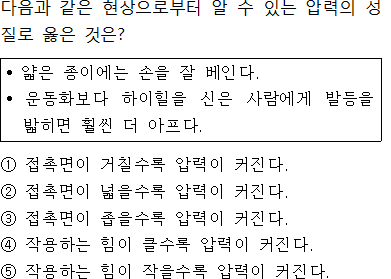 다음과 같은 현상으로부터 알 수 있는 압력의 성
질로 옳은 것은?
• 얇은 종이에는 손을 잘 베인다.
• 운동화보다 하이힐을 신은 사람에게 발등을
밟히면 훨씬 더 아프다.
① 접촉면이 거칠수록 압력이 커진다.
② 접촉면이 넓을수록 압력이 커진다.
③ 접촉면이 좁을수록 압력이 커진다.
④ 작용하는 힘이 클수록 압력이 커진다.
⑤ 작용하는 힘이 작을수록 압력이 커진다.